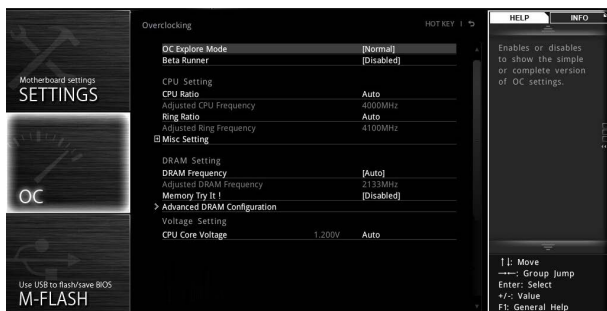 Motherboard settings
SETTINGS
OC
Use USB to flash/save BIOS
M-FLASH
Overclocking
HOT KEY |
OC Explore Mode [Normal]
Beta Runner [Disabled]
CPU Setting
CPU Ratio Auto
Adjusted CPU Frequency 4000MHz
Ring Ratio Auto
Adjusted Ring Frequency 4100MHz
Misc Setting
DRAM Setting
DRAM Frequency [Auto]
Adjusted DRAM Frequency 2133MHz
Memory Try It ! [Disabled]
> Advanced DRAM Configuration
Voltage Setting
CPU Core Voltage 1.200V Auto
HELP
INFO
Enables or disables
to show the simple
or complete version
of OC settings.
↑↓: Move
→←: Group Jump
Enter: Select
+/-: Value
F1: General Help